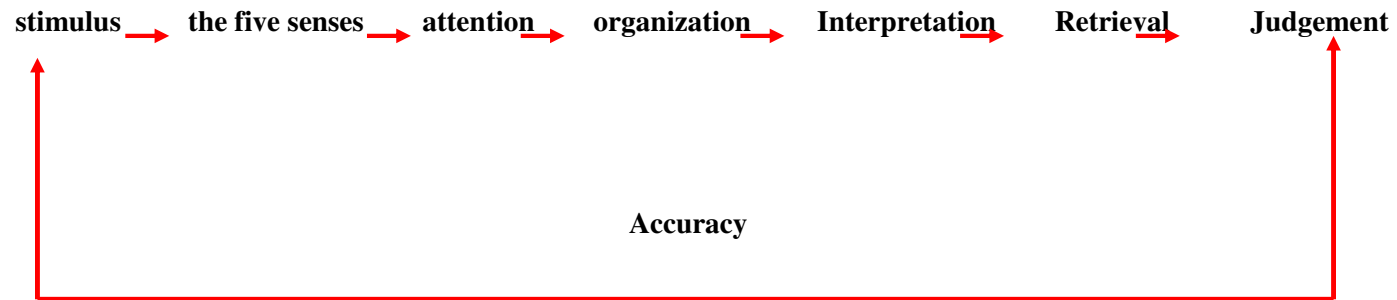 stimulus the five senses attention organization Interpretation Retrieval Judgement
Accuracy